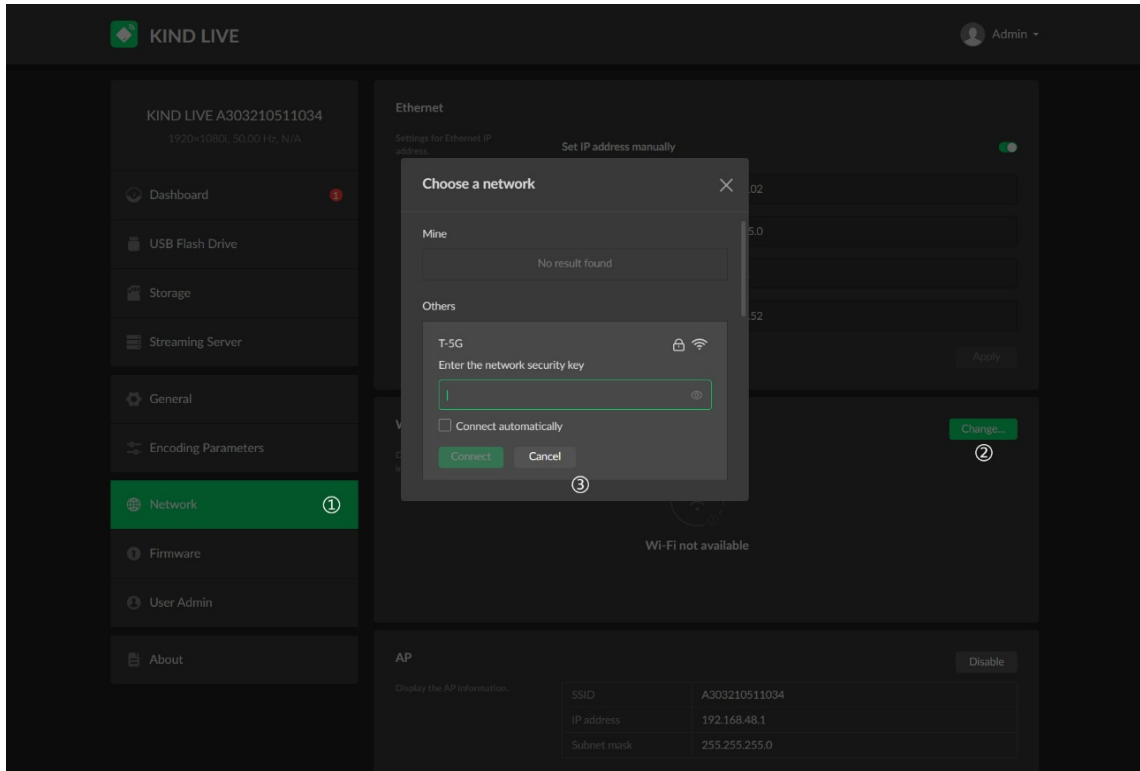 KIND LIVE
Admin
KIND LIVE A303210511034
1920×1080i, 50.00 Hz, N/A
Dashboard
1
USB Flash Drive
Storage
Streaming Server
General
Encoding Parameters
Network
①
Firmware
User Admin
About
Ethernet
Settings for Ethernet IP
address.
Set IP address manually
02
5.0
52
Apply
Choose a network
Mine
No result found
Others
T-5G
Enter the network security key
Connect automatically
Connect
Cancel
③
Change...
②
Wi-Fi not available
AP
Disable
Display the AP information.
SSID
A303210511034
IP address
192.168.48.1
Subnet mask
255.255.255.0